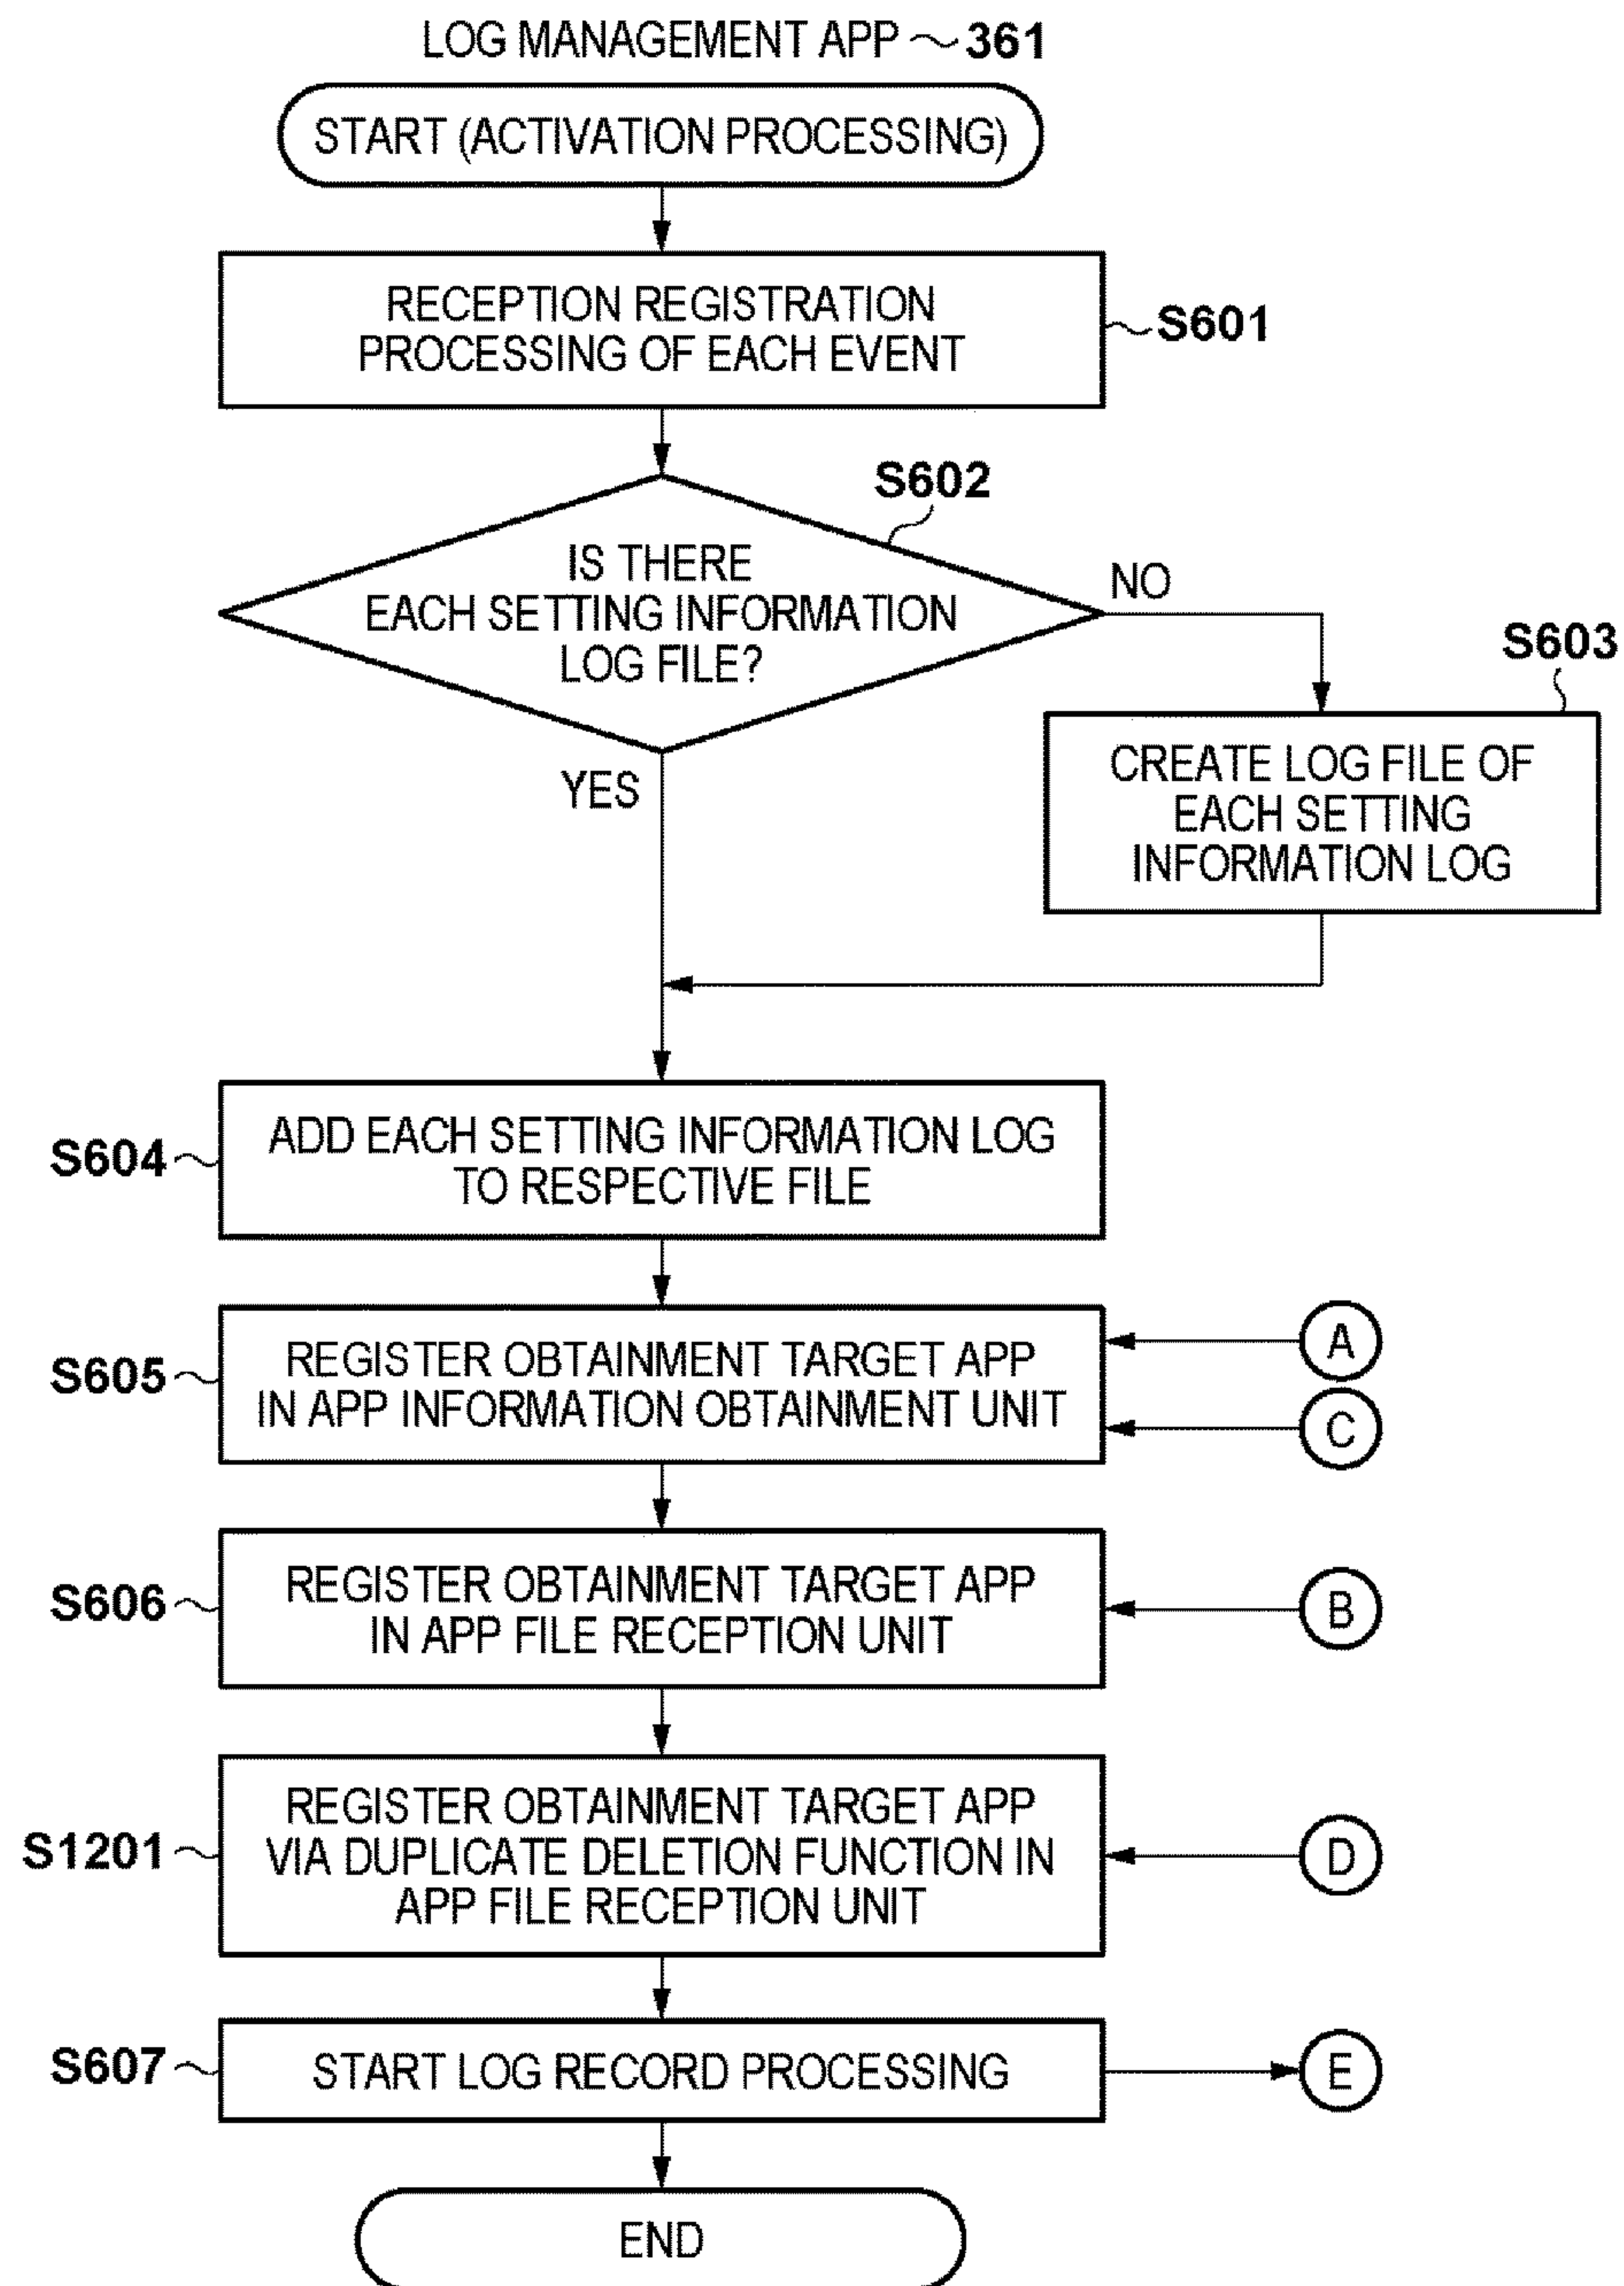 LOG MANAGEMENT APP 361
START (ACTIVATION PROCESSING)
RECEPTION REGISTRATION
PROCESSING OF EACH EVENT
S601
S602
IS THERE
EACH SETTING INFORMATION
LOG FILE?
NO
YES
S603
CREATE LOG FILE OF
EACH SETTING
INFORMATION LOG
S604
ADD EACH SETTING INFORMATION LOG
TO RESPECTIVE FILE
S605
REGISTER OBTAINMENT TARGET APP
IN APP INFORMATION OBTAINMENT UNIT
A
C
S606
REGISTER OBTAINMENT TARGET APP
IN APP FILE RECEPTION UNIT
B
S1201
REGISTER OBTAINMENT TARGET APP
VIA DUPLICATE DELETION FUNCTION IN
APP FILE RECEPTION UNIT
D
S607
START LOG RECORD PROCESSING
E
END